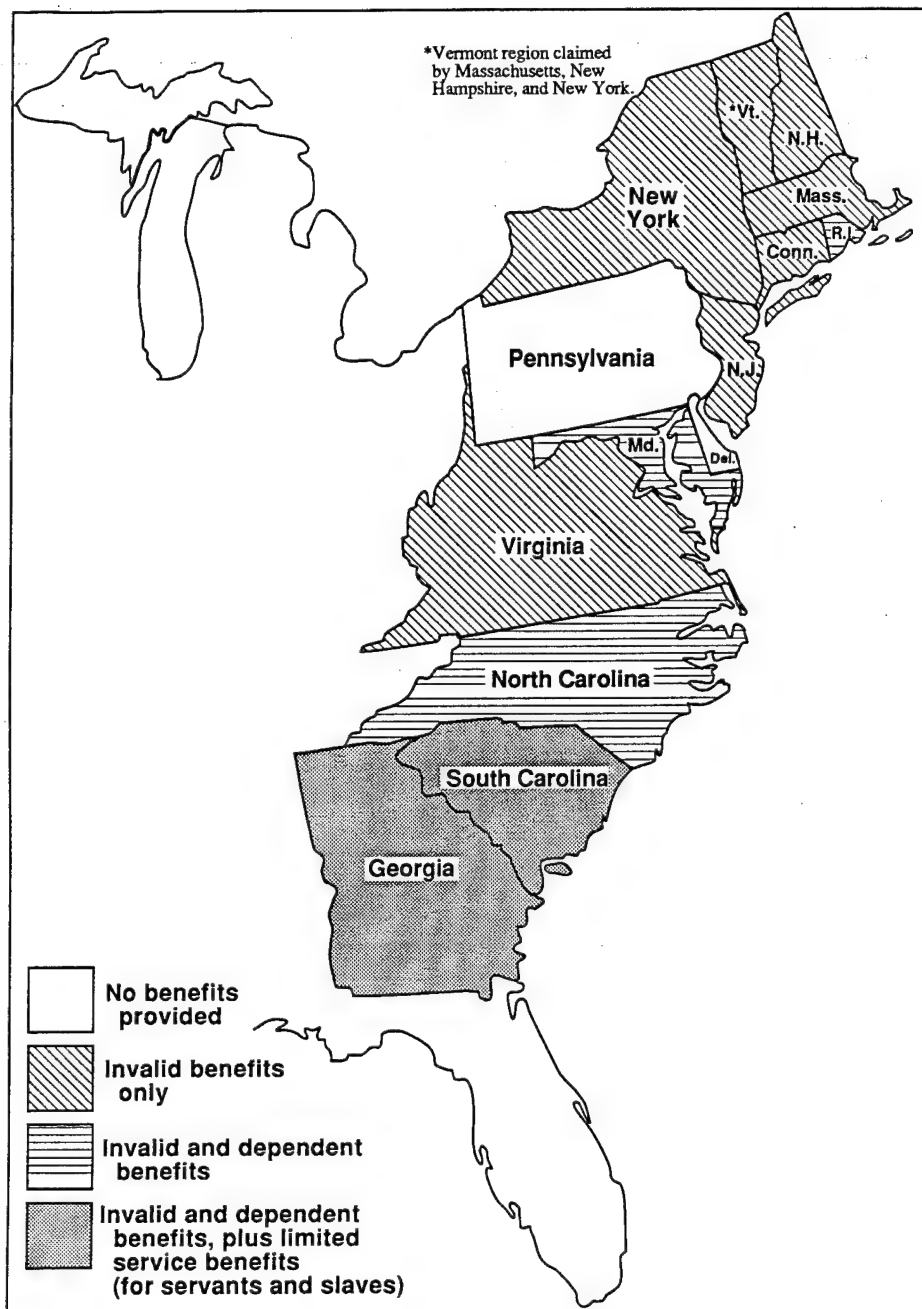 *Vermont region claimed
by Massachusetts, New
Hampshire, and New York.
*Vt.
N.H.
New
York
Mass.
R.I.
Conn.
Pennsylvania
N.J.
Md.
Del.
Virginia
North Carolina
South Carolina
Georgia
No benefits
provided
Invalid benefits
only
Invalid and dependent
benefits
Invalid and dependent
benefits, plus limited
service benefits
(for servants and slaves)